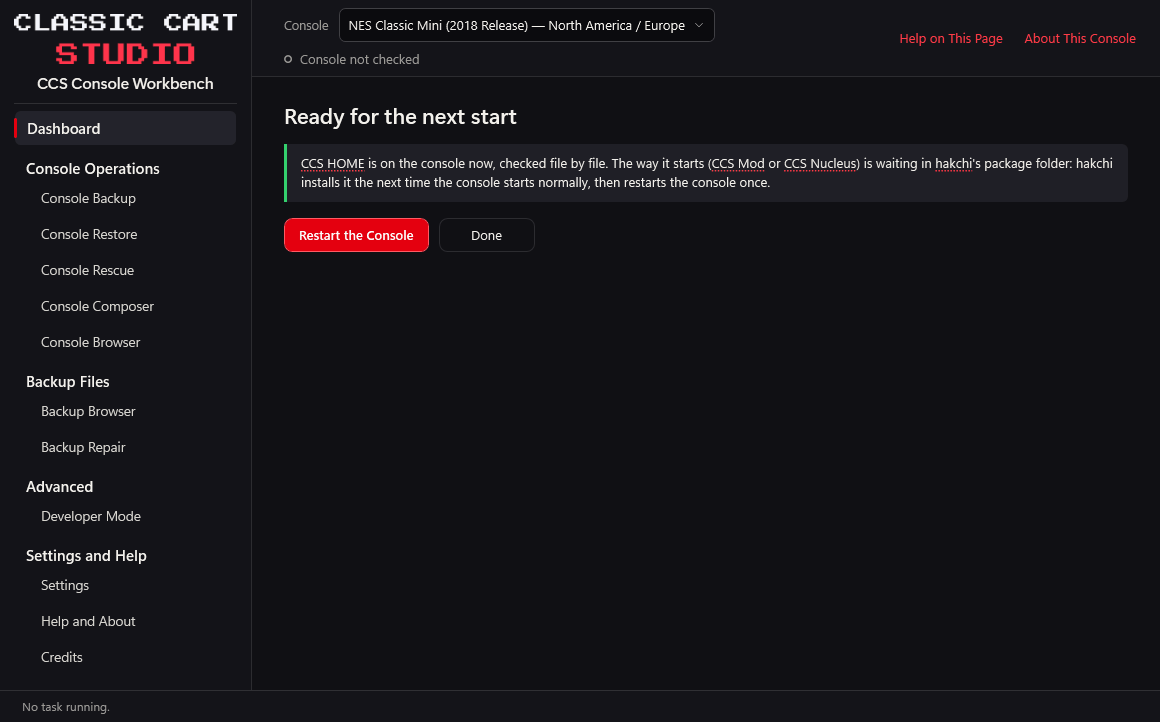 CLASSIC CART
STUDIO
CCS Console Workbench
Dashboard
Console Operations
Console Backup
Console Restore
Console Rescue
Console Composer
Console Browser
Backup Files
Backup Browser
Backup Repair
Advanced
Developer Mode
Settings and Help
Settings
Help and About
Credits
Console
NES Classic Mini (2018 Release) — North America / Europe
Console not checked
Help on This Page
About This Console
Ready for the next start
CCS HOME is on the console now, checked file by file. The way it starts (CCS Mod or CCS Nucleus) is waiting in hakchi's package folder: hakchi
installs it the next time the console starts normally, then restarts the console once.
Restart the Console
Done
No task running.